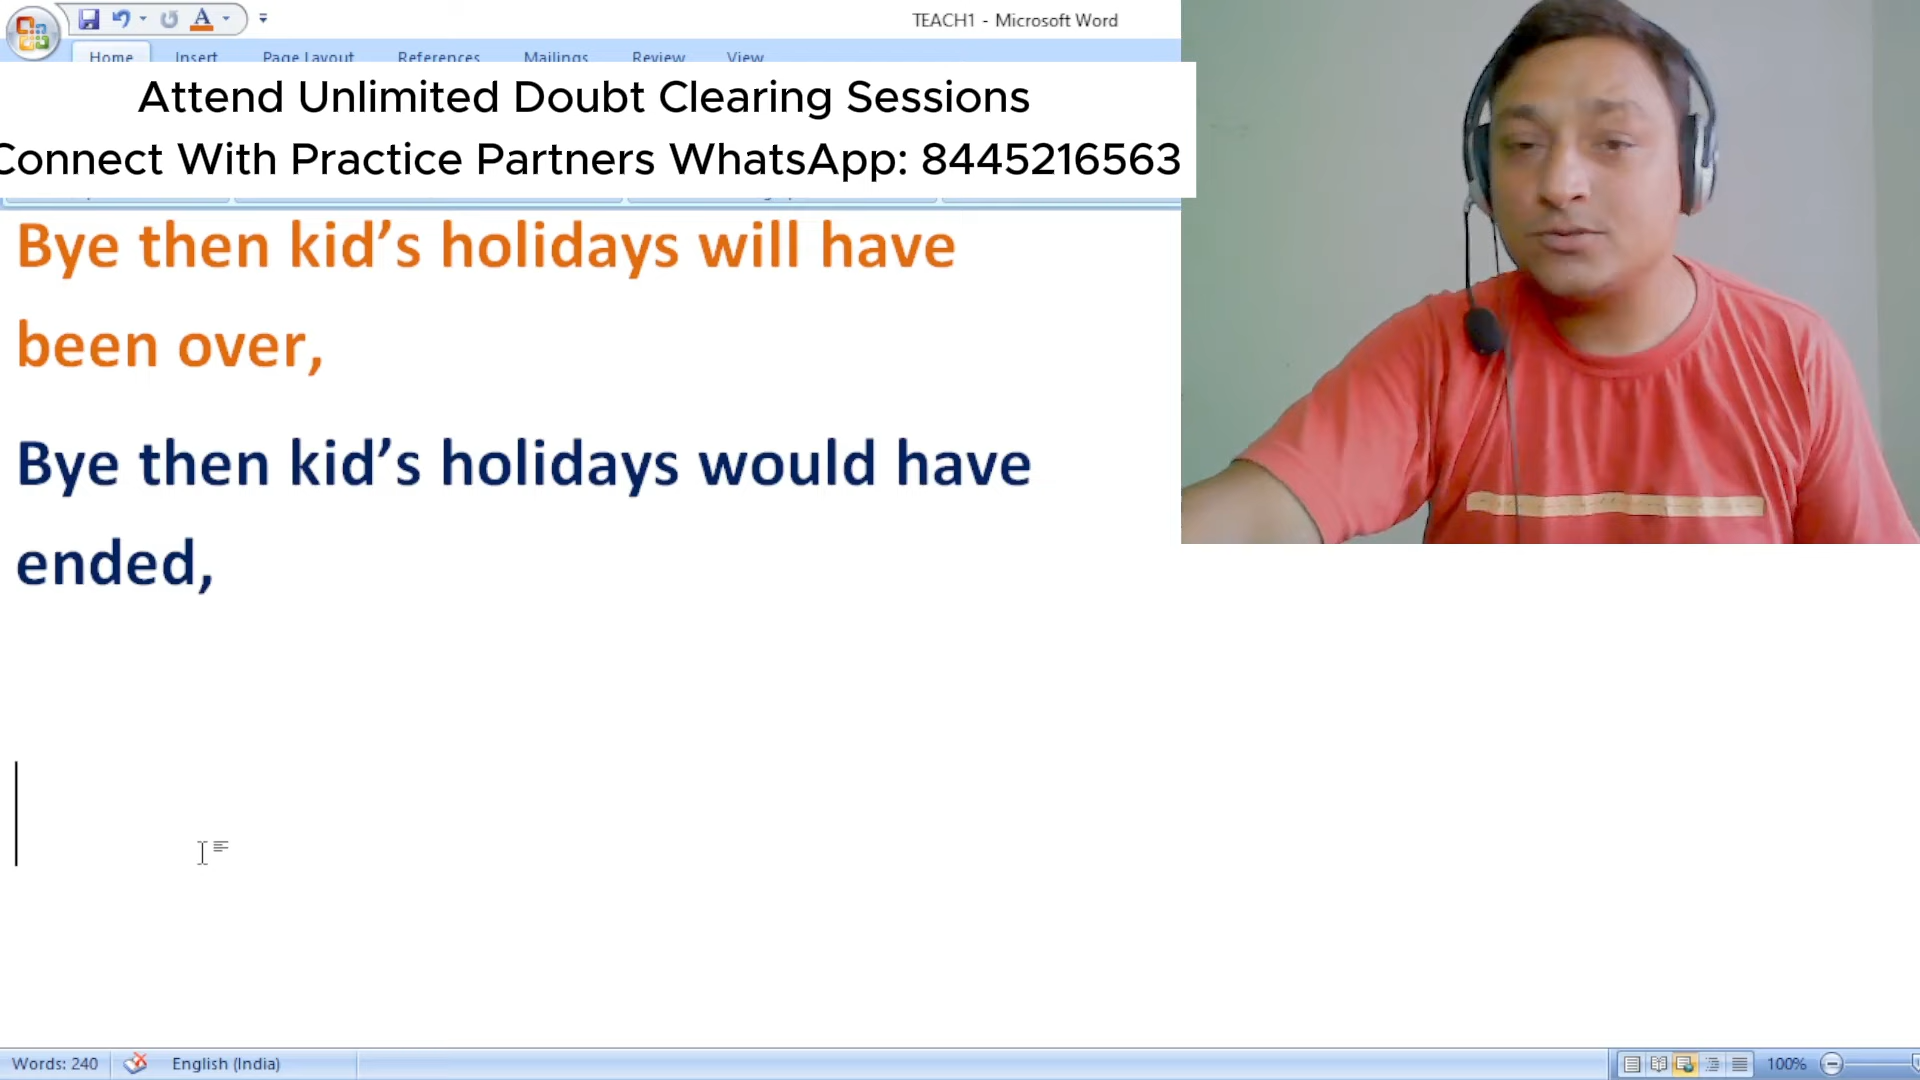 TEACH1 - Microsoft Word
Home Insert Page Layout References Mailings Review View
Attend Unlimited Doubt Clearing Sessions
Connect With Practice Partners WhatsApp: 8445216563
Bye then kid’s holidays will have
been over,
Bye then kid’s holidays would have
ended,
Words: 240 English (India) 100%